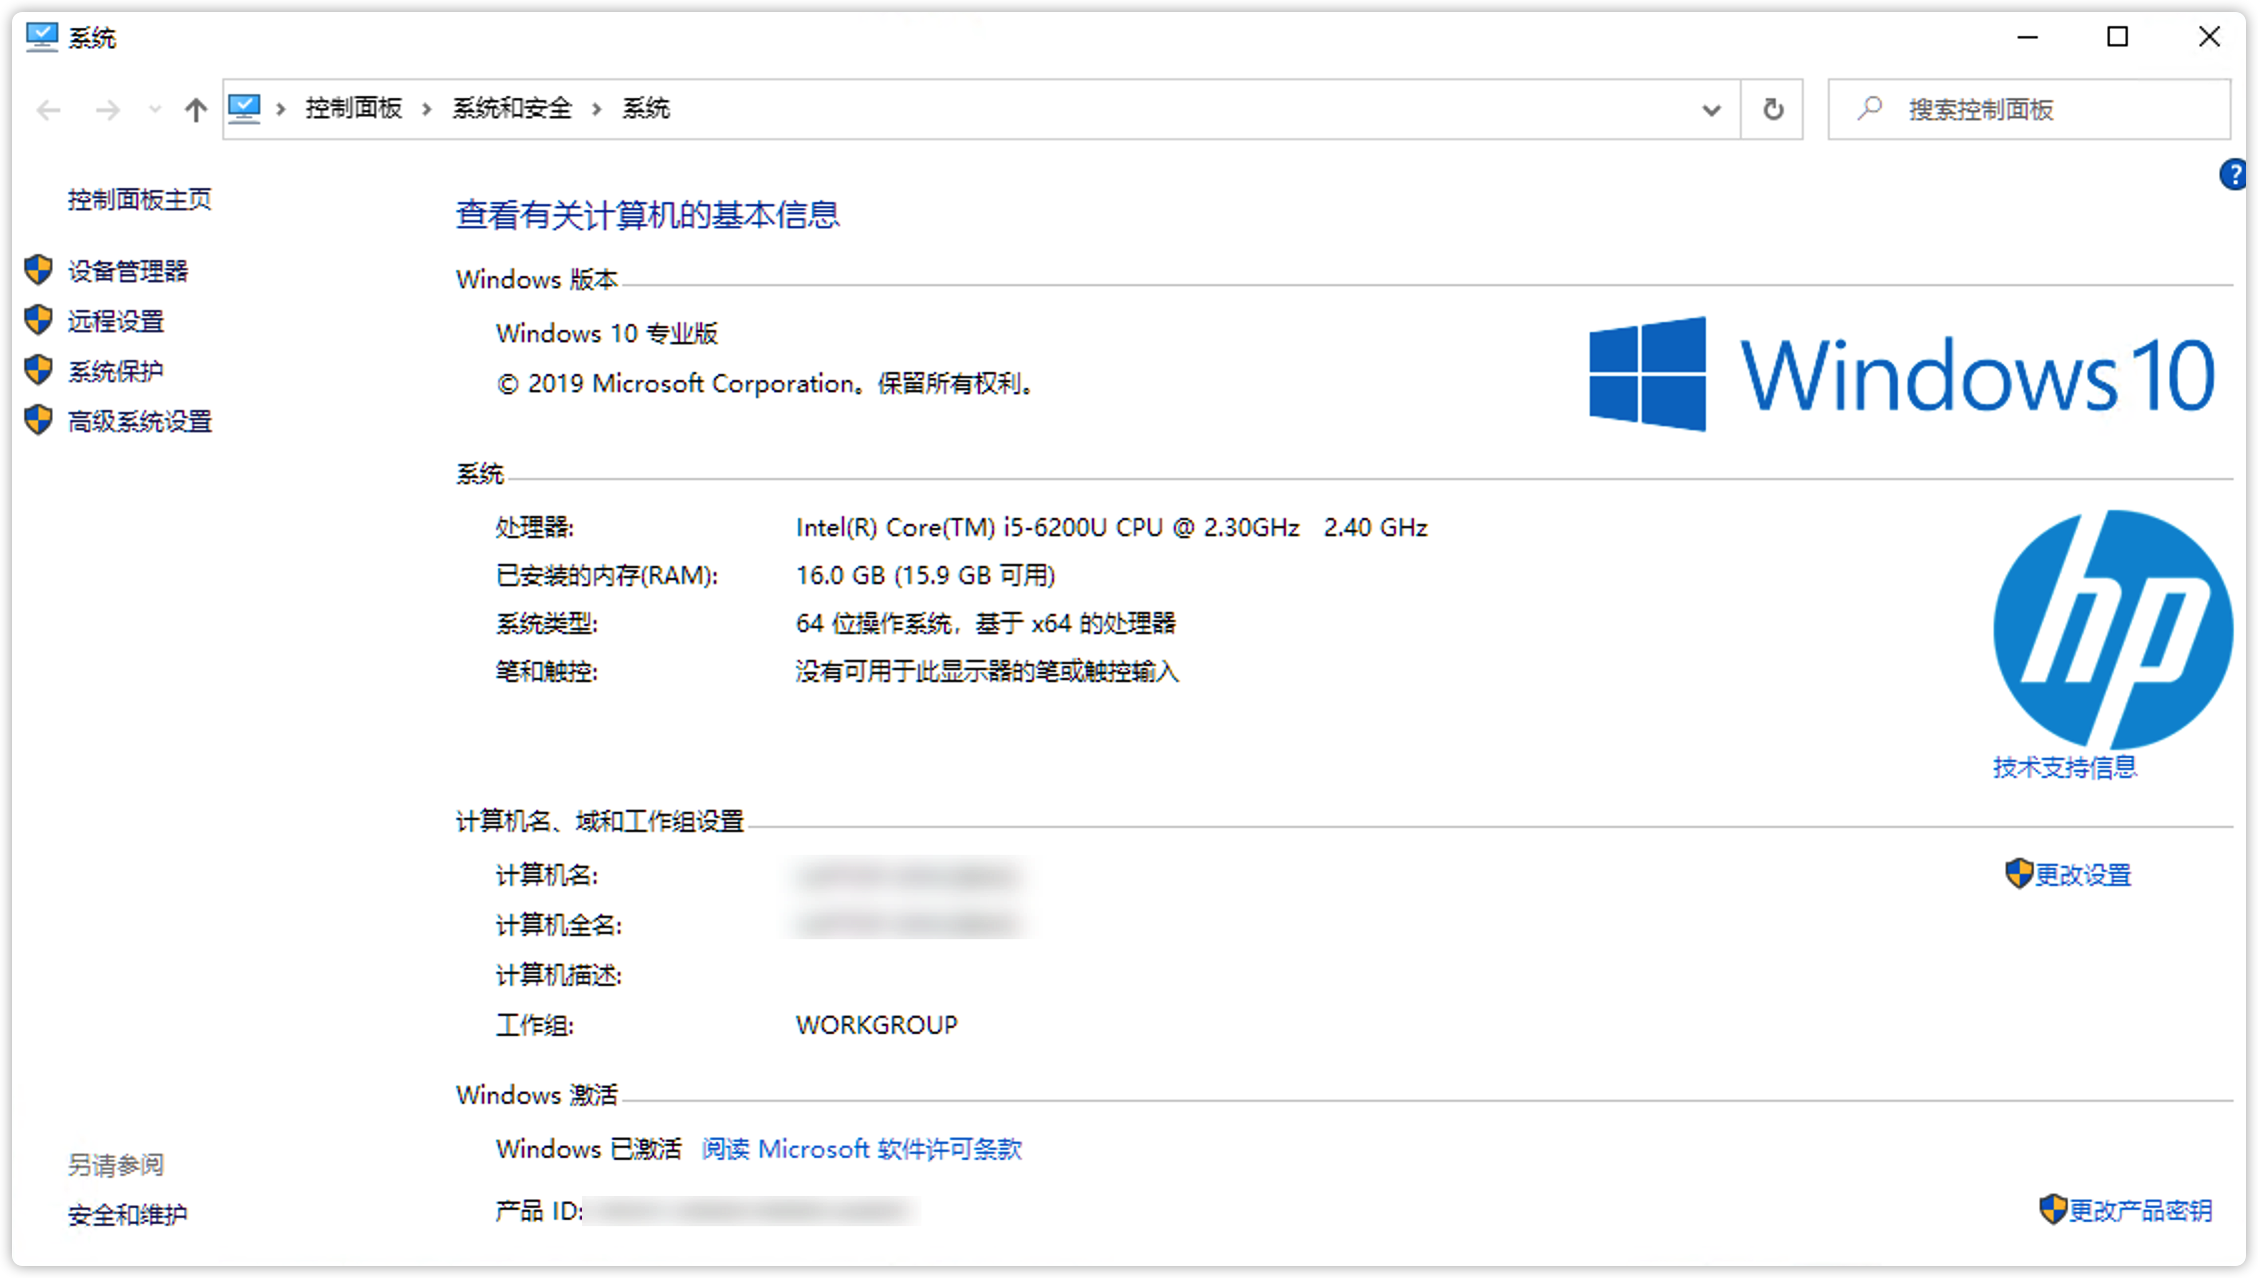 系统
控制面板 系统和安全 系统
搜索控制面板
?
控制面板主页
设备管理器
远程设置
系统保护
高级系统设置
查看有关计算机的基本信息
Windows 版本
Windows 10 专业版
© 2019 Microsoft Corporation。保留所有权利。
Windows 10
系统
处理器: Intel(R) Core(TM) i5-6200U CPU @ 2.30GHz 2.40 GHz
已安装的内存(RAM): 16.0 GB (15.9 GB 可用)
系统类型: 64 位操作系统，基于 x64 的处理器
笔和触控: 没有可用于此显示器的笔或触控输入
hp
技术支持信息
计算机名、域和工作组设置
计算机名:
更改设置
计算机全名:
计算机描述:
工作组: WORKGROUP
Windows 激活
Windows 已激活 阅读 Microsoft 软件许可条款
产品 ID:
更改产品密钥
另请参阅
安全和维护